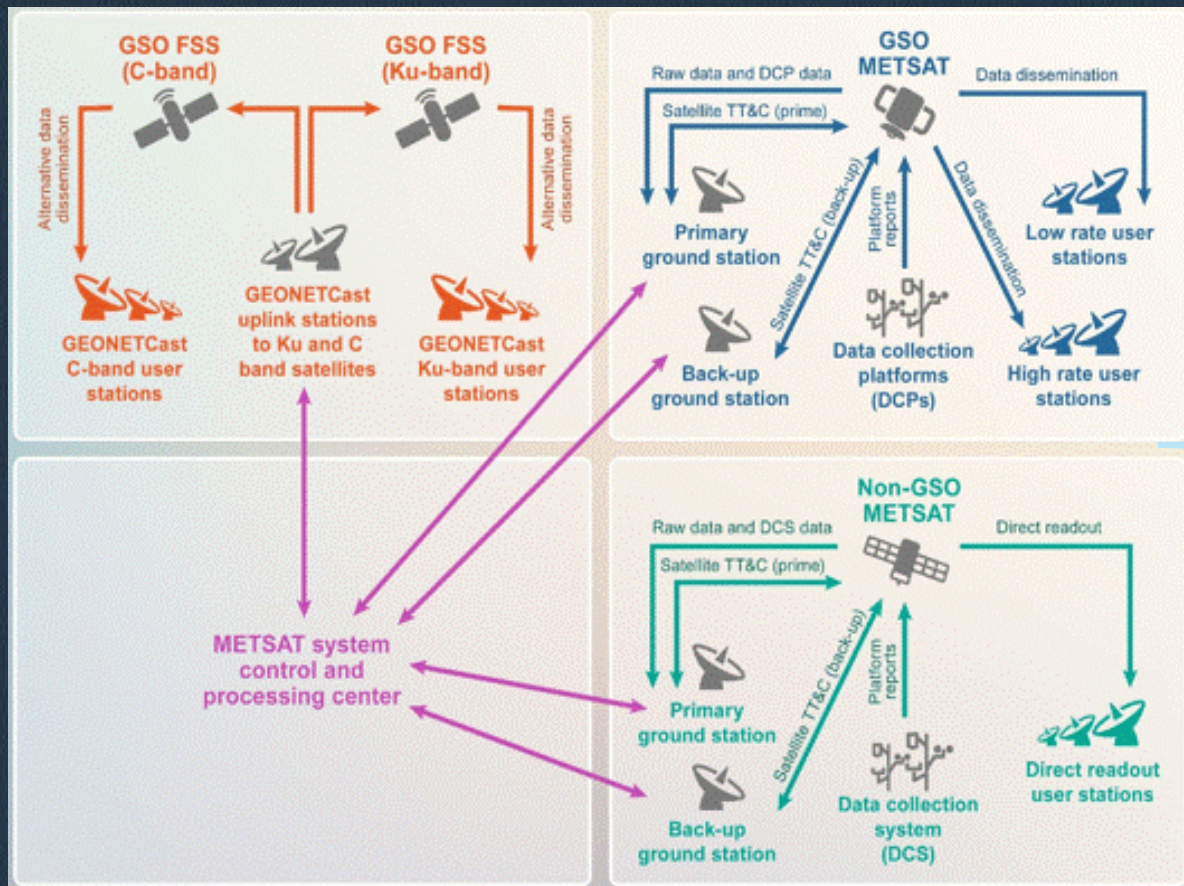 GSO FSS
(C-band)
GSO FSS
(Ku-band)
Alternative data
dissemination
Alternative data
dissemination
GEONETCast
C-band user
stations
GEONETCast
uplink stations
to Ku and C
band satellites
GEONETCast
Ku-band user
stations
GSO
METSAT
Raw data and DCP data
Data dissemination
Satellite TT&C (prime)
Satellite TT&C (back-up)
Platform
reports
Data dissemination
Primary
ground station
Low rate user
stations
Back-up
ground station
Data collection
platforms
(DCPs)
High rate user
stations
METSAT system
control and
processing center
Non-GSO
METSAT
Raw data and DCS data
Direct readout
Satellite TT&C (prime)
Satellite TT&C (back-up)
Platform
reports
Primary
ground station
Back-up
ground station
Data collection
system
(DCS)
Direct readout
user stations